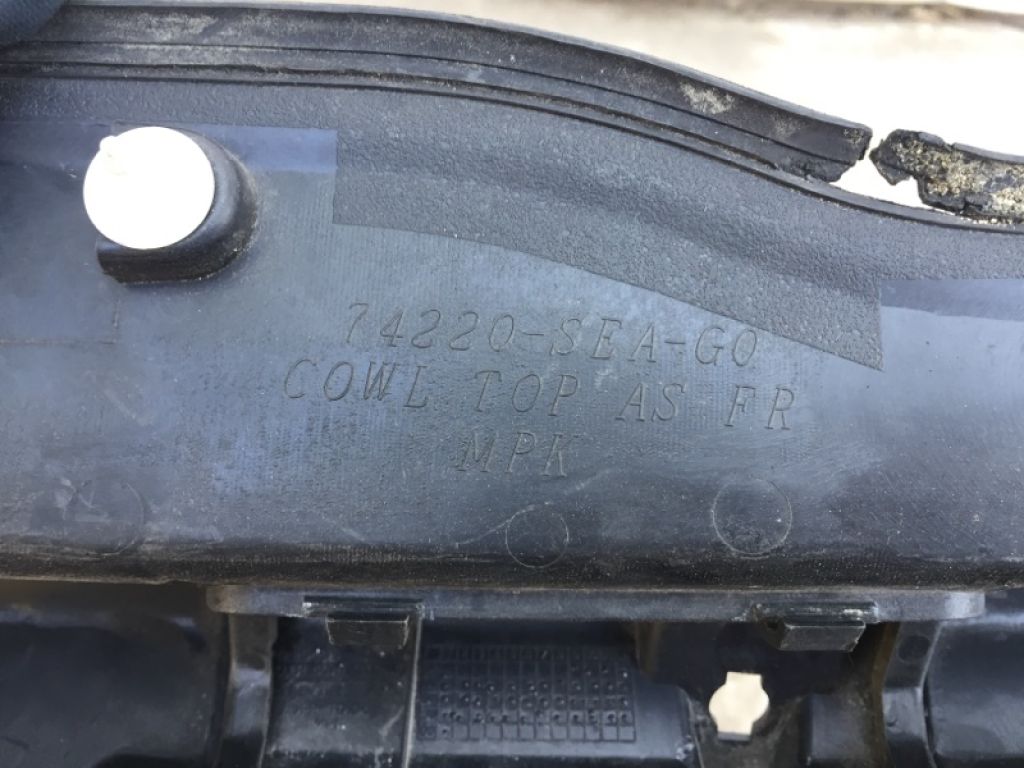 74220-SEA-G0
COWL TOP AS FR
MPK